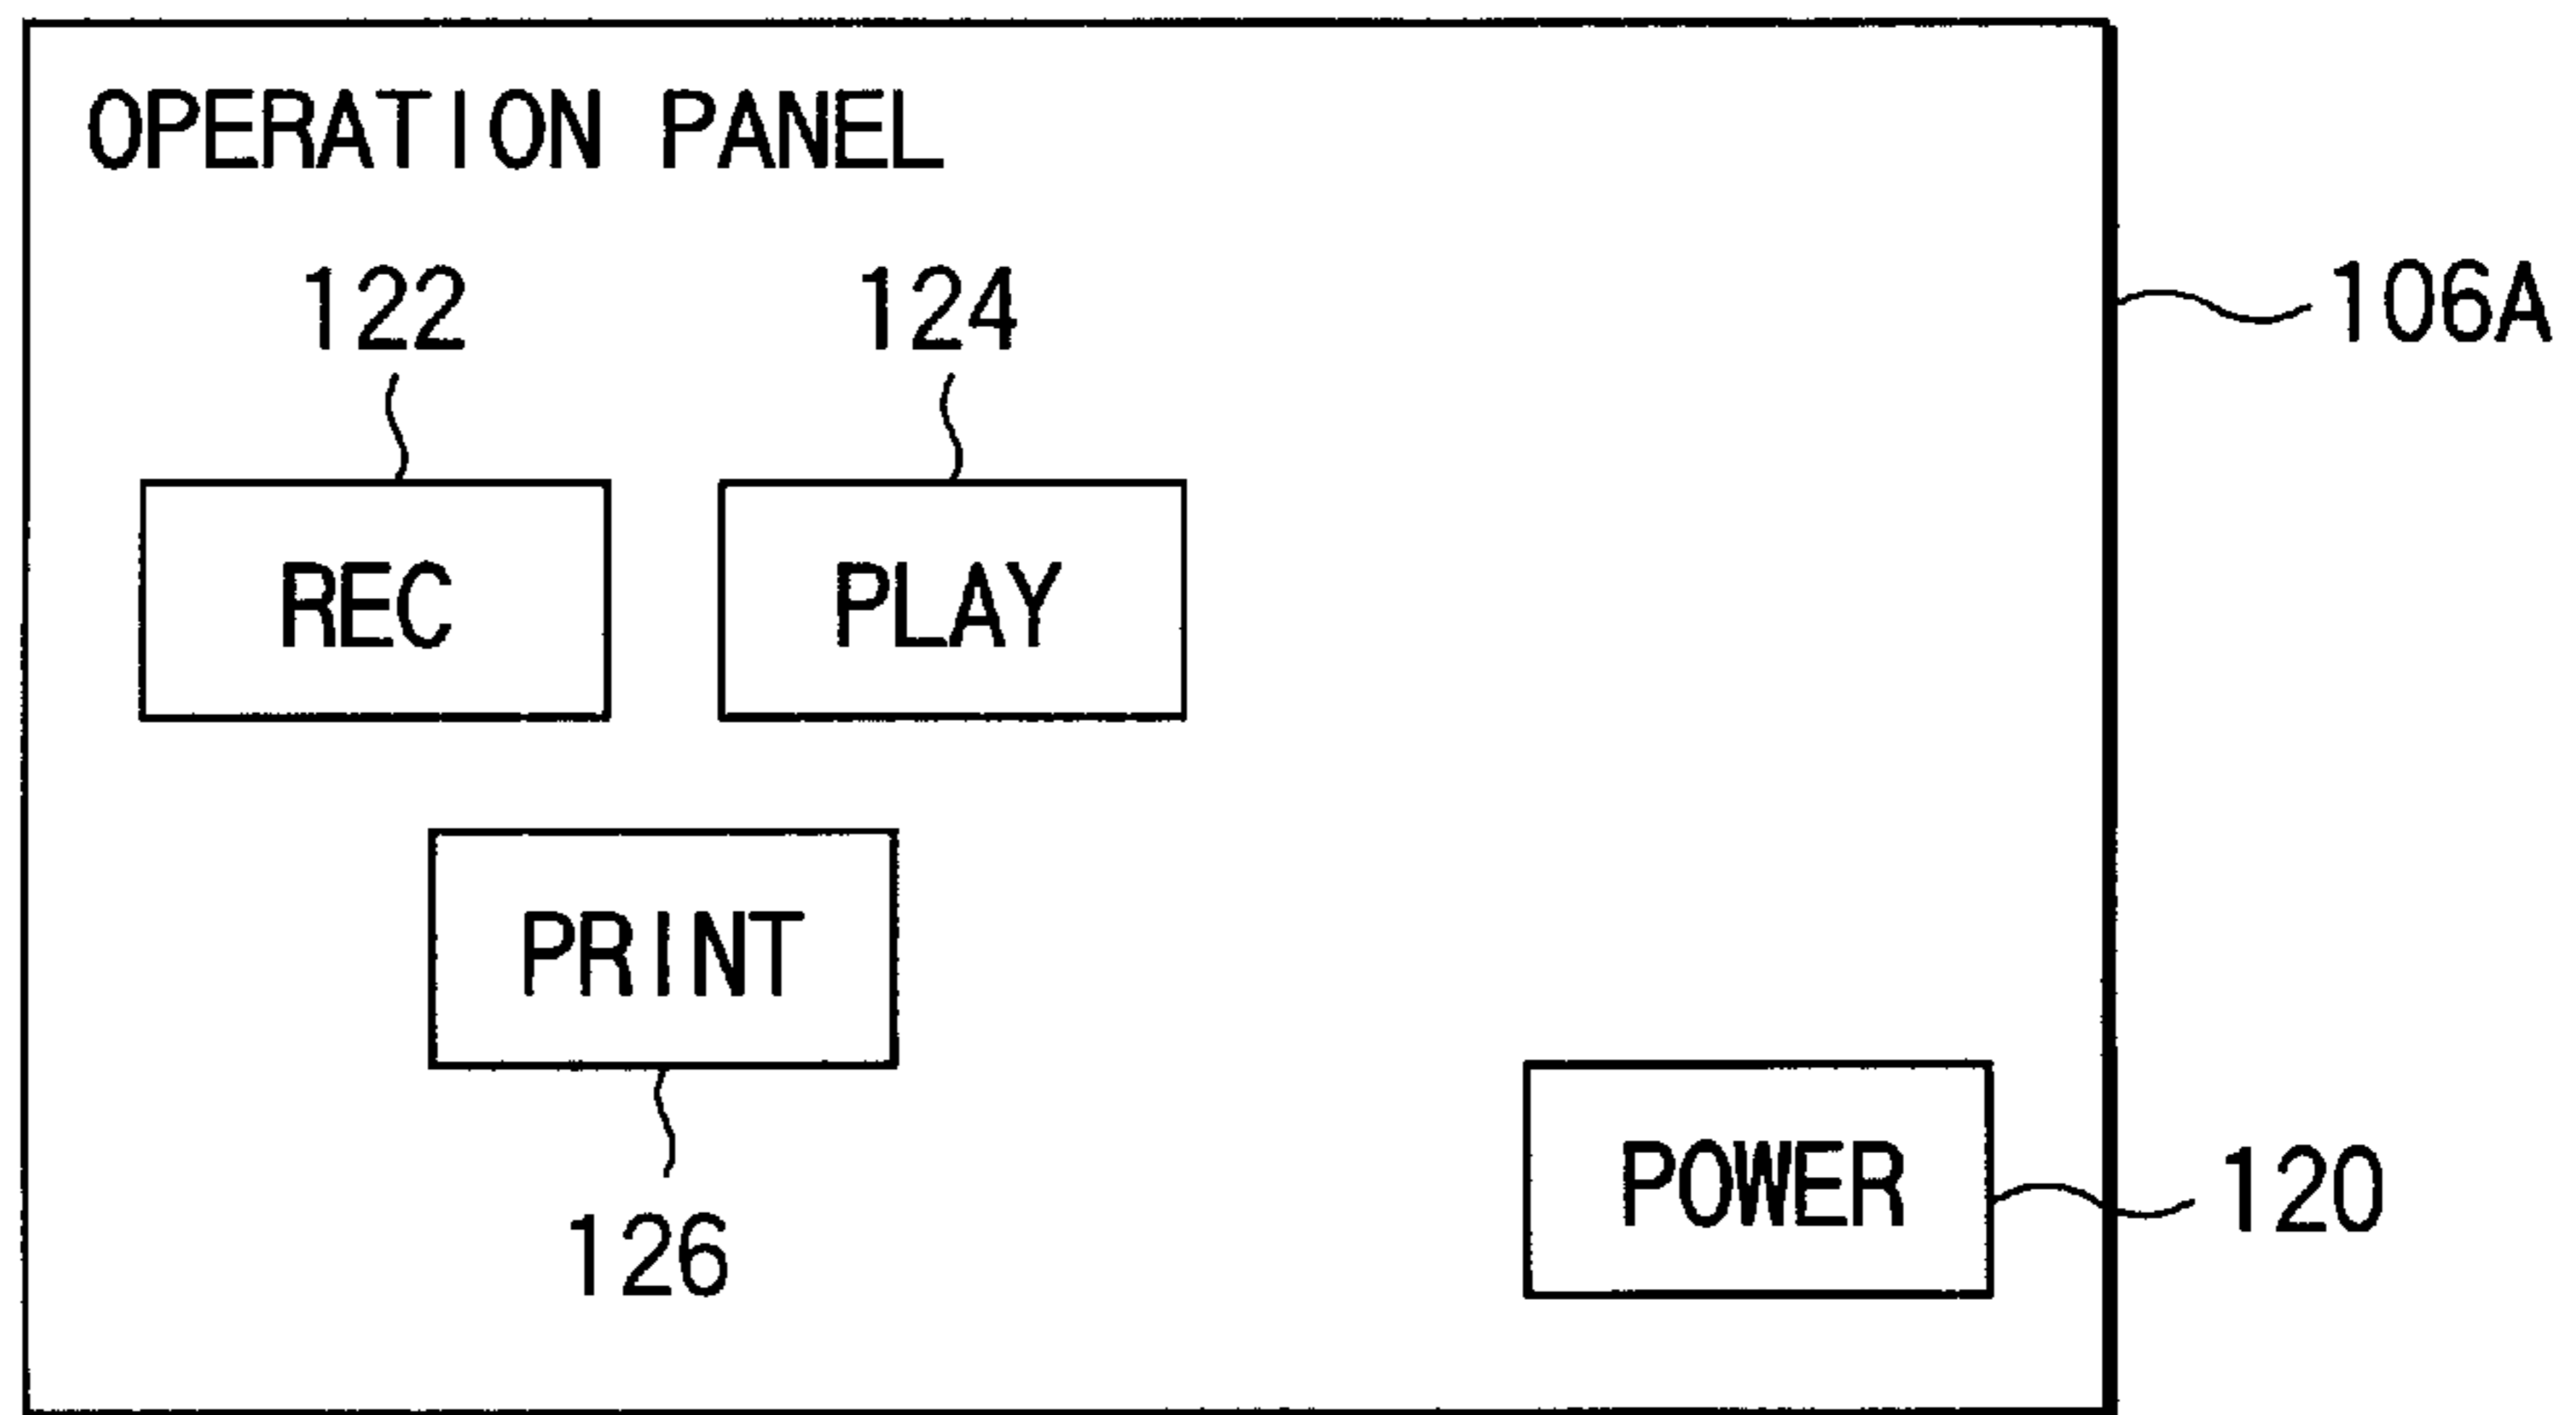 OPERATION PANEL
122
124
106A
REC
PLAY
PRINT
126
POWER
120